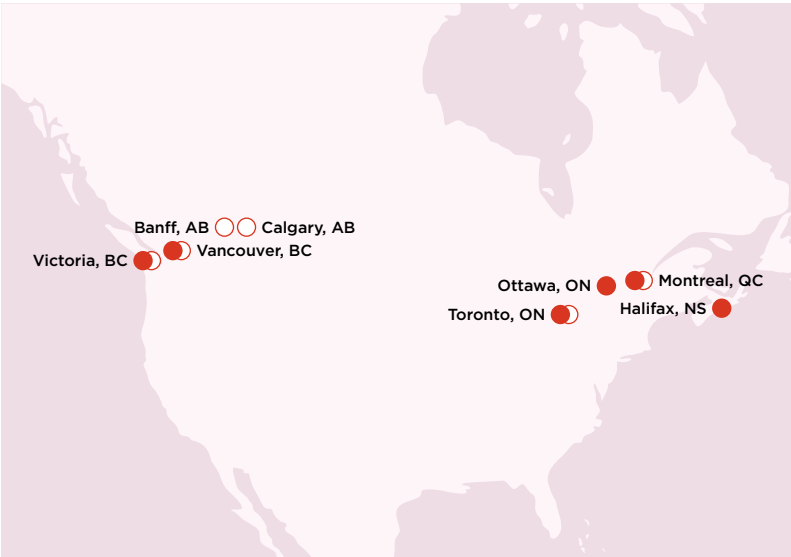 Banff, AB
Calgary, AB
Vancouver, BC
Victoria, BC
Ottawa, ON
Montreal, QC
Toronto, ON
Halifax, NS